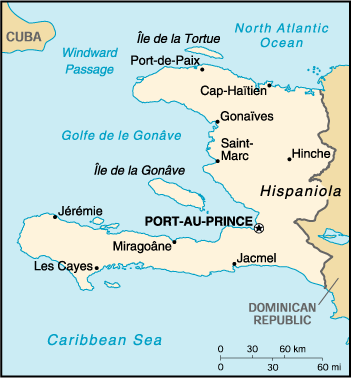 CUBA
Île de la Tortue
North Atlantic
Ocean
Windward
Passage
Port-de-Paix
Cap-Haïtien
Gonaïves
Golfe de le Gonâve
Saint-
Marc
Hinche
Île de la Gonâve
Hispaniola
Jérémie
PORT-AU-PRINCE
Miragoâne
Les Cayes
Jacmel
DOMINICAN
REPUBLIC
Caribbean Sea
0 30 60 km
0 30 60 mi